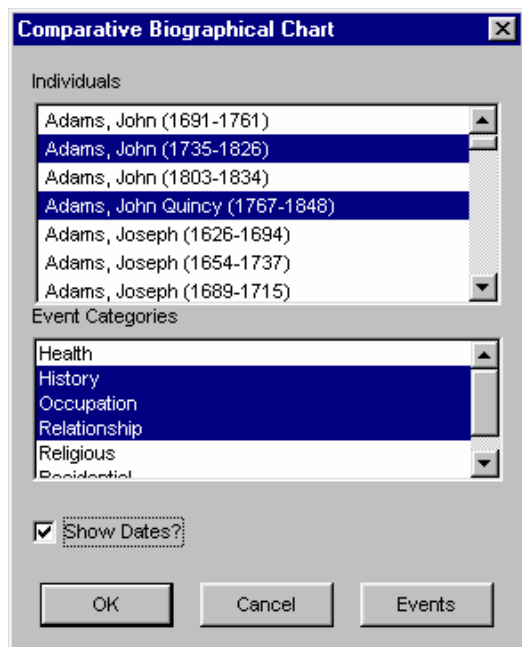 Comparative Biographical Chart
Individuals
Adams, John (1691-1761)
Adams, John (1735-1826)
Adams, John (1803-1834)
Adams, John Quincy (1767-1848)
Adams, Joseph (1626-1694)
Adams, Joseph (1654-1737)
Adams, Joseph (1689-1715)
Event Categories
Health
History
Occupation
Relationship
Religious
Residential
Show Dates?
OK Cancel Events